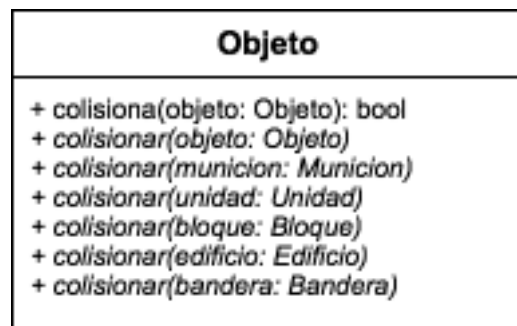 Objeto
+ colisiona(objeto: Objeto): bool
+ colisionar(objeto: Objeto)
+ colisionar(municion: Municion)
+ colisionar(unidad: Unidad)
+ colisionar(bloque: Bloque)
+ colisionar(edificio: Edificio)
+ colisionar(bandera: Bandera)